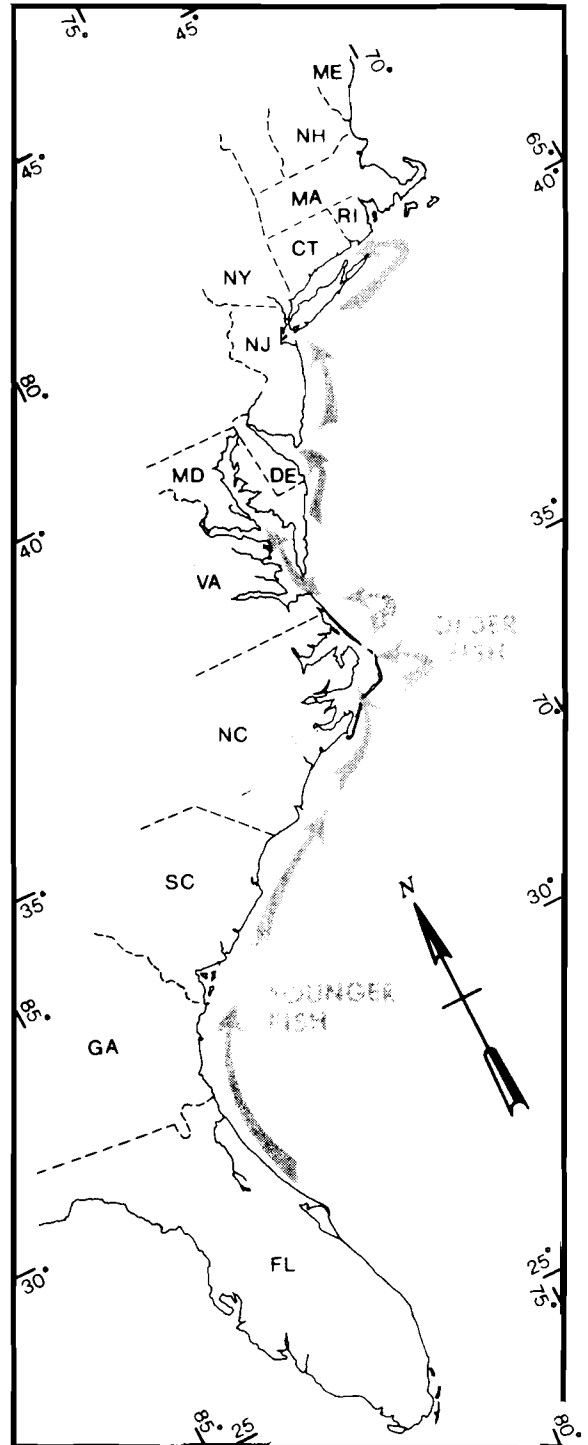 75°
45°
70°
ME
NH
45°
65°
40°
MA
RI
CT
NY
NJ
80°
MD
DE
35°
40°
VA
OLDER
FISH
70°
NC
SC
30°
35°
N
YOUNGER
FISH
85°
GA
FL
30°
25°
75°
85°
25
80°